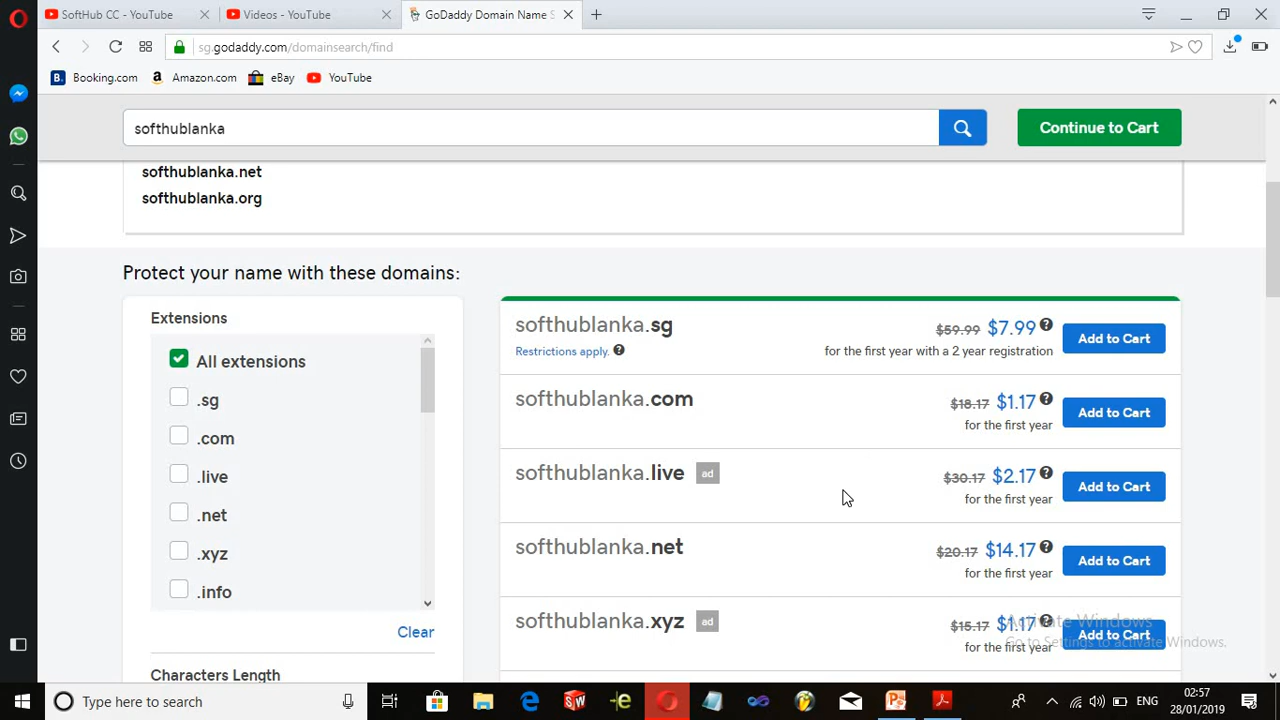 SoftHub CC - YouTube
Videos - YouTube
GoDaddy Domain Name S
sg.godaddy.com/domainsearch/find
B. Booking.com
a Amazon.com
eBay
YouTube
softhublanka
Continue to Cart
softhublanka.net
softhublanka.org
Protect your name with these domains:
Extensions
All extensions
.sg
.com
.live
.net
.xyz
.info
Clear
Characters Length
softhublanka.sg
Restrictions apply. ?
$59.99 $7.99 ?
for the first year with a 2 year registration
Add to Cart
softhublanka.com
$18.17 $1.17 ?
for the first year
Add to Cart
softhublanka.live ad
$30.17 $2.17 ?
for the first year
Add to Cart
softhublanka.net
$20.17 $14.17 ?
for the first year
Add to Cart
softhublanka.xyz ad
$15.17 $1.17 ?
for the first year
Add to Cart
Activate Windows
Go to Settings to activate Windows.
Type here to search
ENG
02:57
28/01/2019